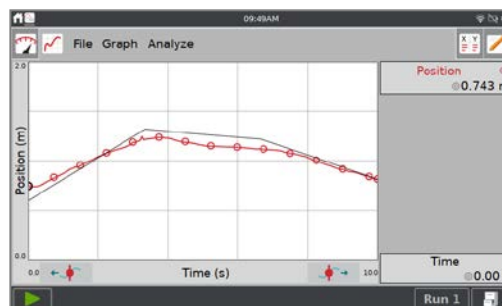 09:49AM
File Graph Analyze
X Y
2.0
Position (m)
0.0
0.0
Time (s)
10.0
Position
0.743
Time
0.00
Run 1